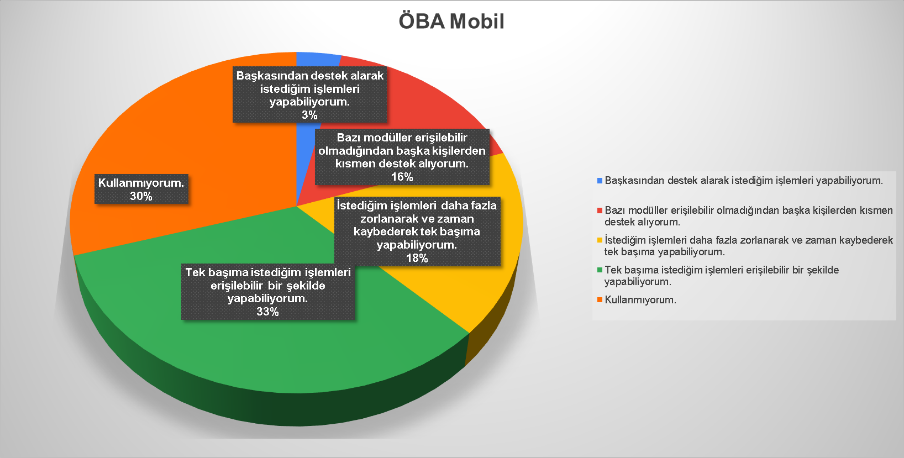 ÖBA Mobil
Başkasından destek alarak
istediğim işlemleri
yapabiliyorum.
3%
Bazı modüller erişilebilir
olmadığından başka kişilerden
kısmen destek alıyorum.
16%
İstediğim işlemleri daha fazla
zorlanarak ve zaman
kaybederek tek başıma
yapabiliyorum.
18%
Tek başıma istediğim işlemleri
erişilebilir bir şekilde
yapabiliyorum.
33%
Kullanmıyorum.
30%
Başkasından destek alarak istediğim işlemleri yapabiliyorum.
Bazı modüller erişilebilir olmadığından başka kişilerden kısmen
destek alıyorum.
İstediğim işlemleri daha fazla zorlanarak ve zaman kaybederek
tek başıma yapabiliyorum.
Tek başıma istediğim işlemleri erişilebilir bir şekilde
yapabiliyorum.
Kullanmıyorum.